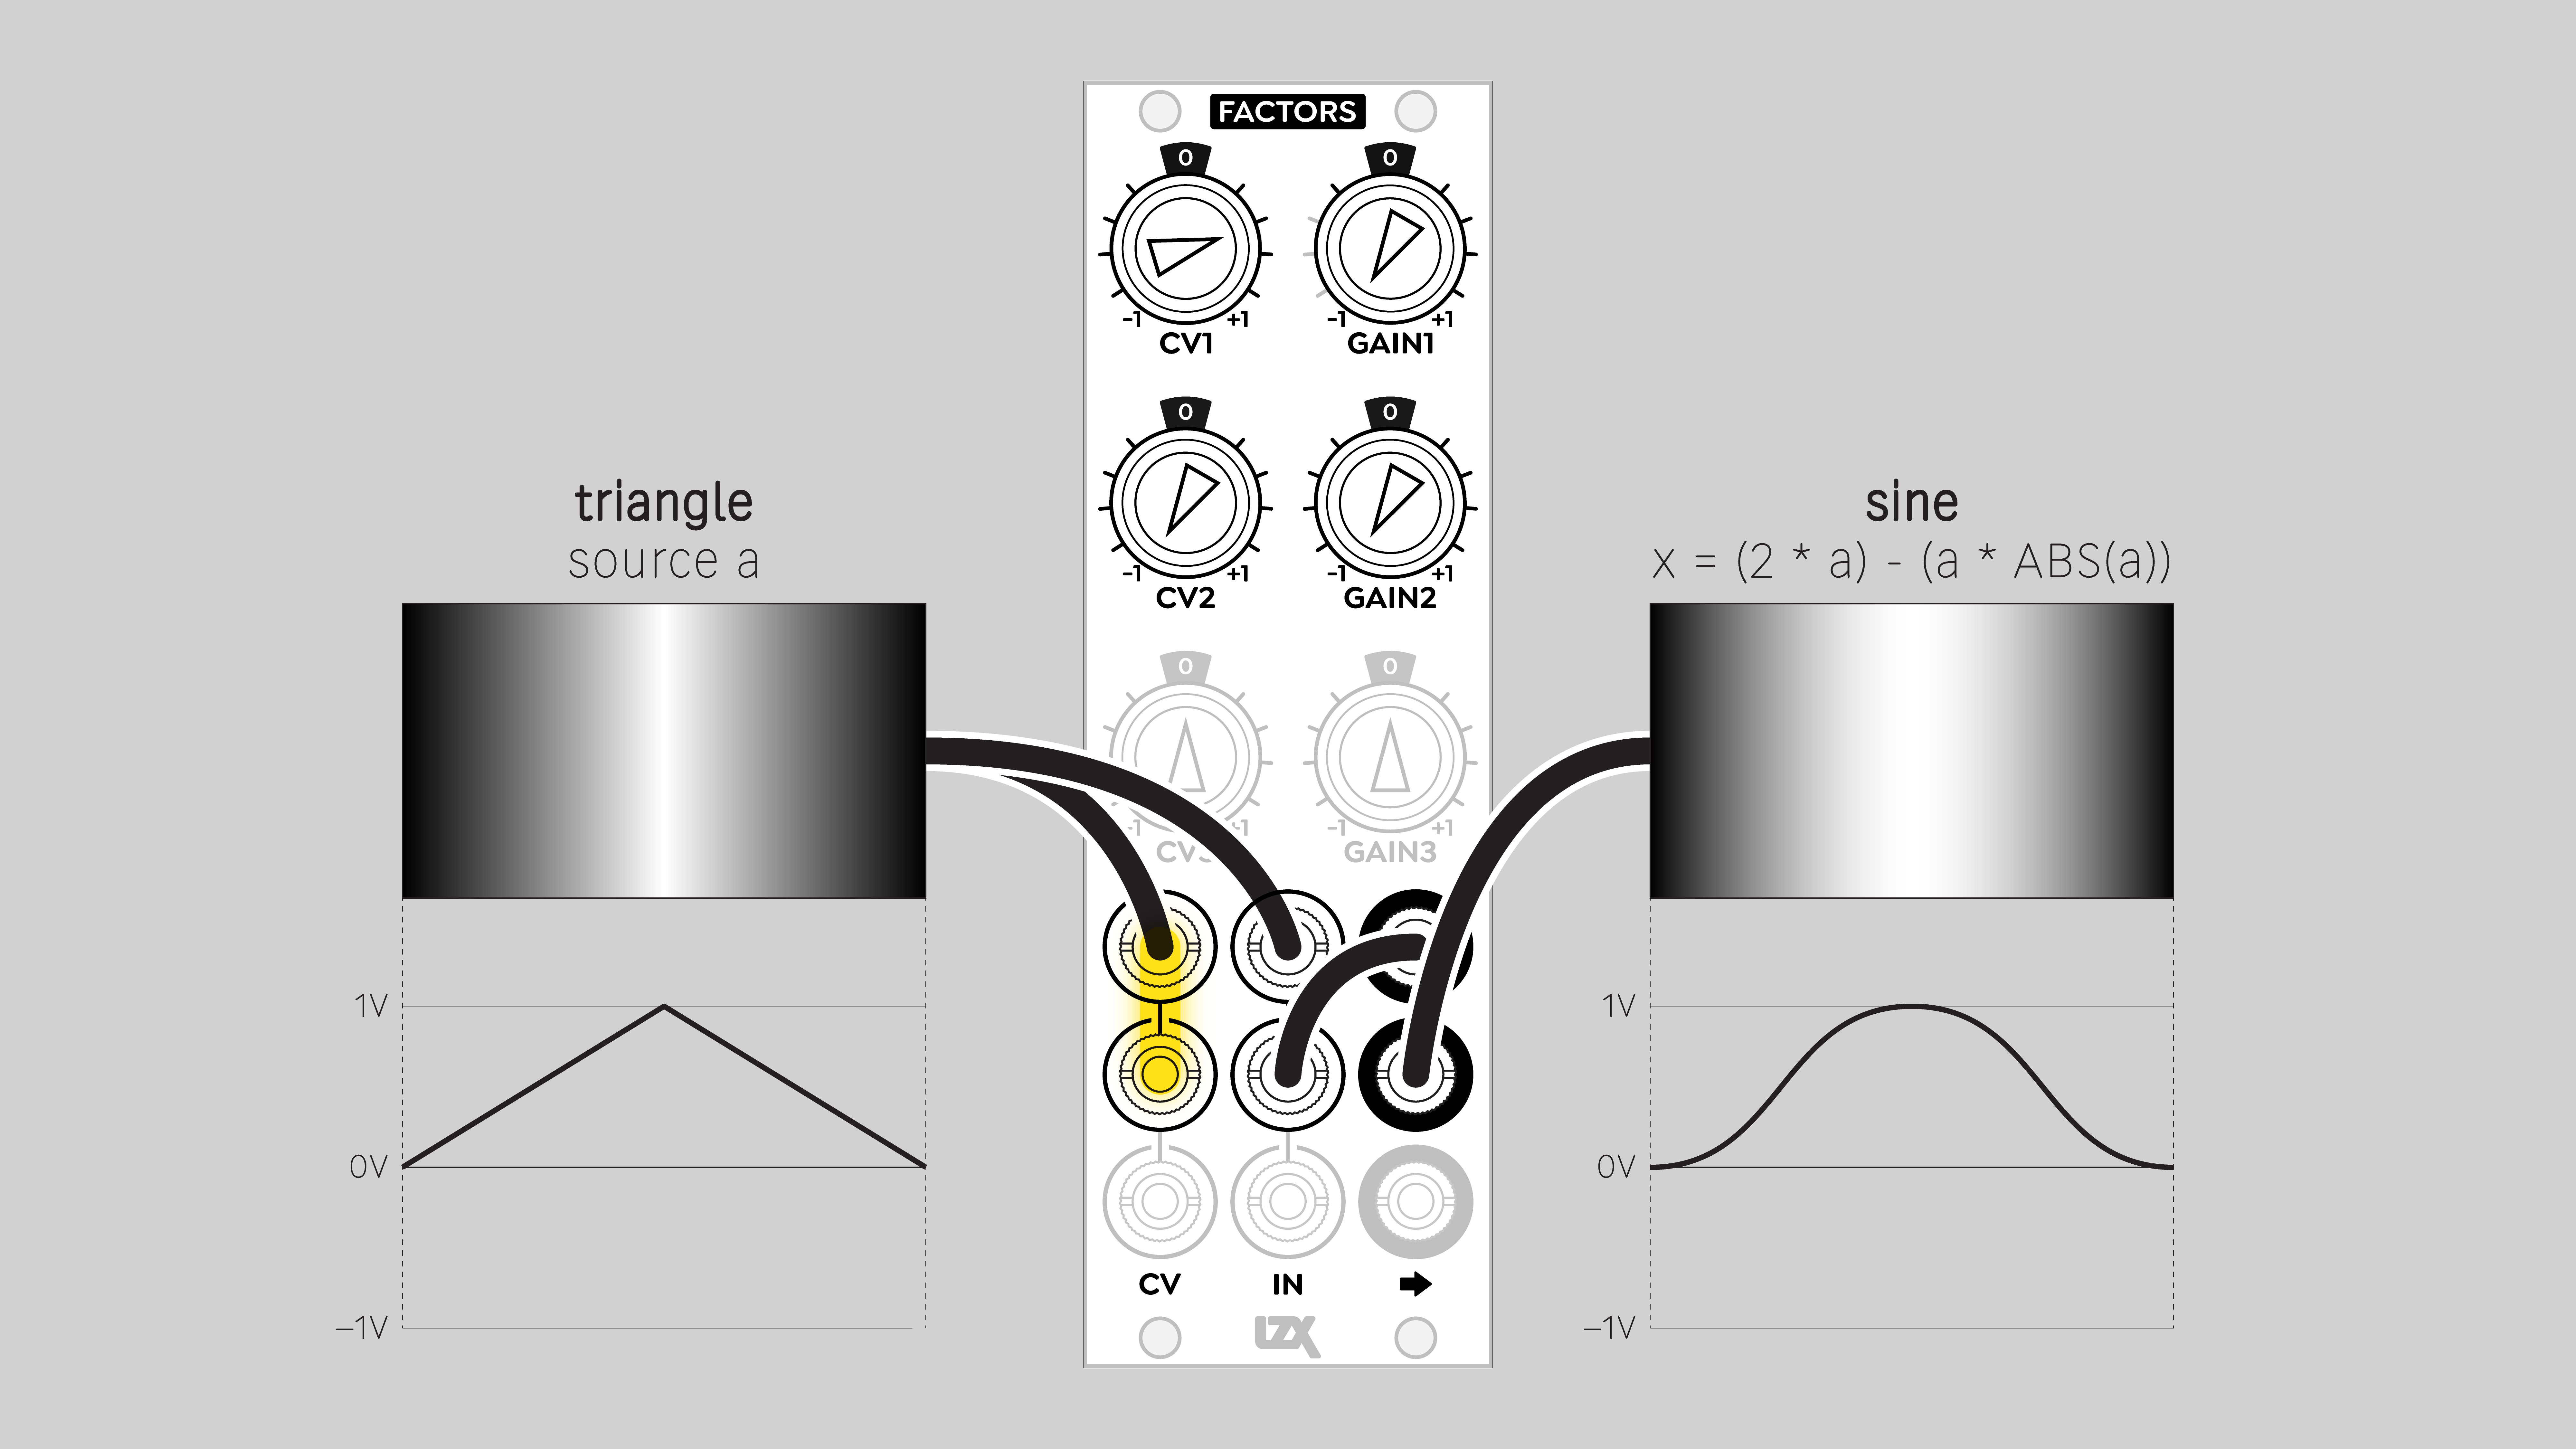 FACTORS
0 0
-1 +1 -1 +1
CV1 GAIN1
0 0
-1 +1 -1 +1
CV2 GAIN2
triangle
source a
sine
x = (2 * a) - (a * ABS(a))
0 0
-1 -1 +1
GAIN3
1V
0V
-1V
1V
0V
-1V
CV IN
LZX